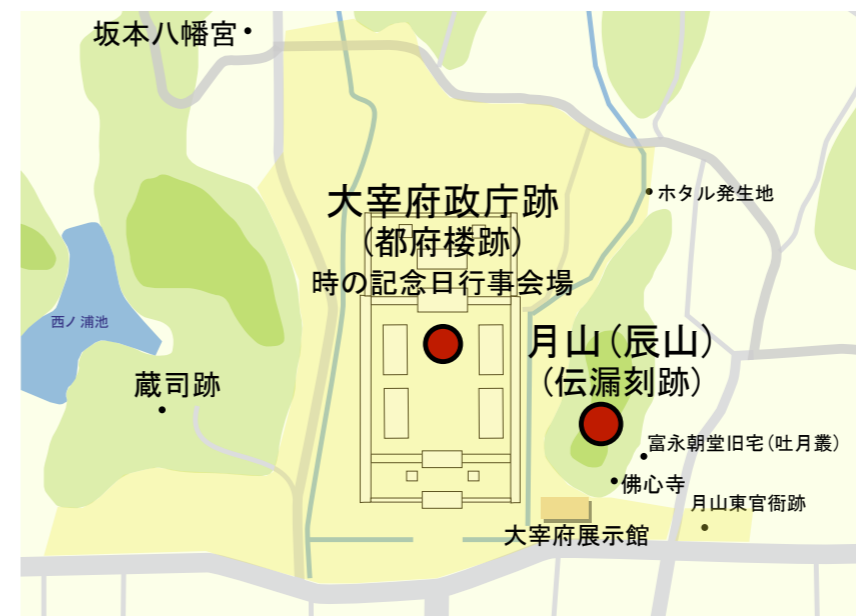 坂本八幡宮
ホタル発生地
大宰府政庁跡
(都府楼跡)
時の記念日行事会場
西ノ浦池
月山(辰山)
(伝漏刻跡)
蔵司跡
富永朝堂旧宅(吐月叢)
佛心寺
月山東官衙跡
大宰府展示館